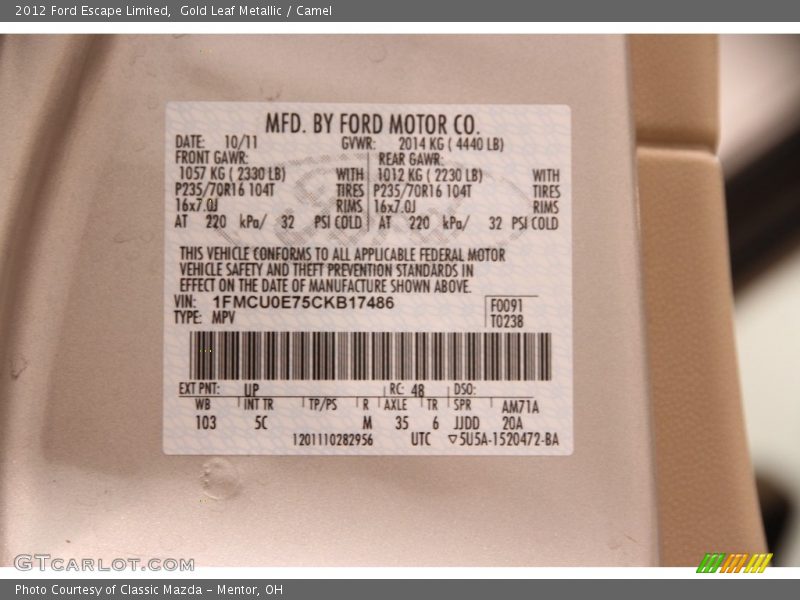 2012 Ford Escape Limited,  Gold Leaf Metallic / Camel
MFD. BY FORD MOTOR CO.
DATE: 10/11 GVWR: 2014 KG ( 4440 LB)
FRONT GAWR: REAR GAWR:
1057 KG ( 2330 LB) WITH 1012 KG ( 2230 LB) WITH
P235/70R16 104T TIRES P235/70R16 104T TIRES
16x7.0J RIMS 16x7.0J RIMS
AT 220 kPa/ 32 PSI COLD AT 220 kPa/ 32 PSI COLD
THIS VEHICLE CONFORMS TO ALL APPLICABLE FEDERAL MOTOR
VEHICLE SAFETY AND THEFT PREVENTION STANDARDS IN
EFFECT ON THE DATE OF MANUFACTURE SHOWN ABOVE.
VIN: 1FMCU0E75CKB17486 F0091
TYPE: MPV T0238
EXT PNT: UP RC: 48 DSO:
WB INT TR TP/PS R AXLE TR SPR AM71A
103 5C M 35 6 JJDD 20A
1201110282956 UTC ▽5U5A-1520472-BA
GTCARLOT.COM
Photo Courtesy of Classic Mazda - Mentor, OH